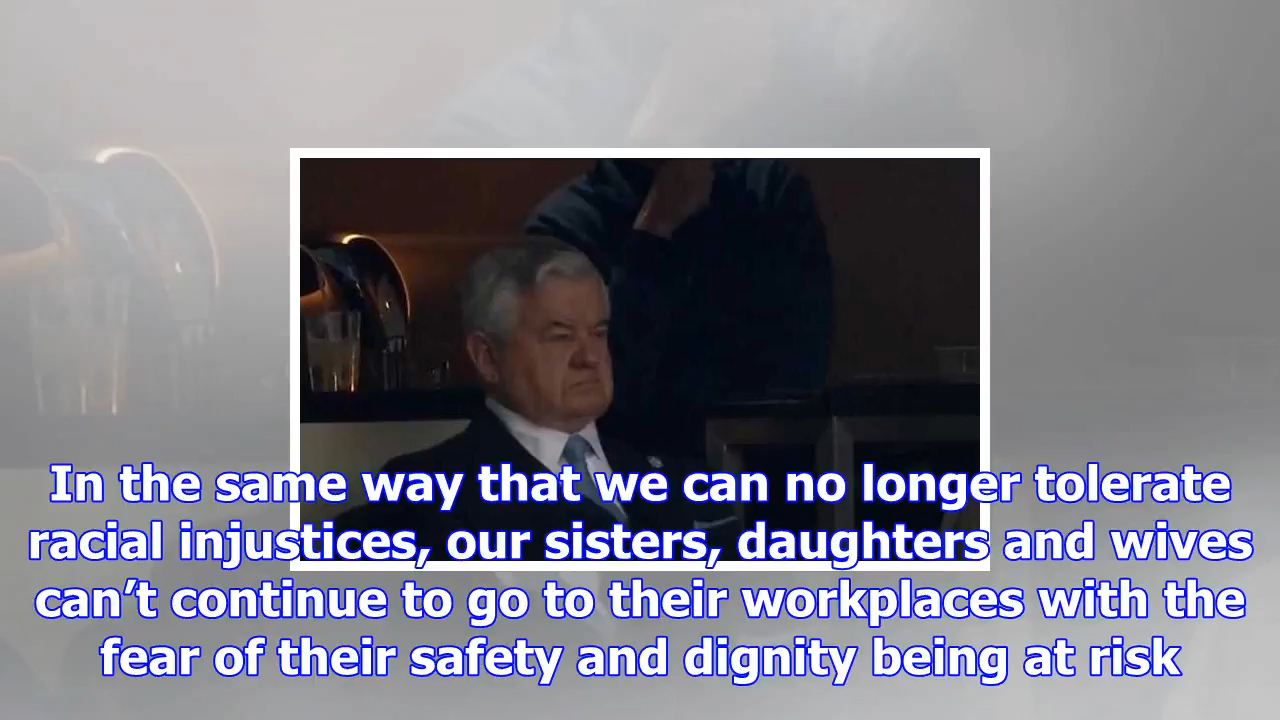 In the same way that we can no longer tolerate
racial injustices, our sisters, daughters and wives
can’t continue to go to their workplaces with the
fear of their safety and dignity being at risk